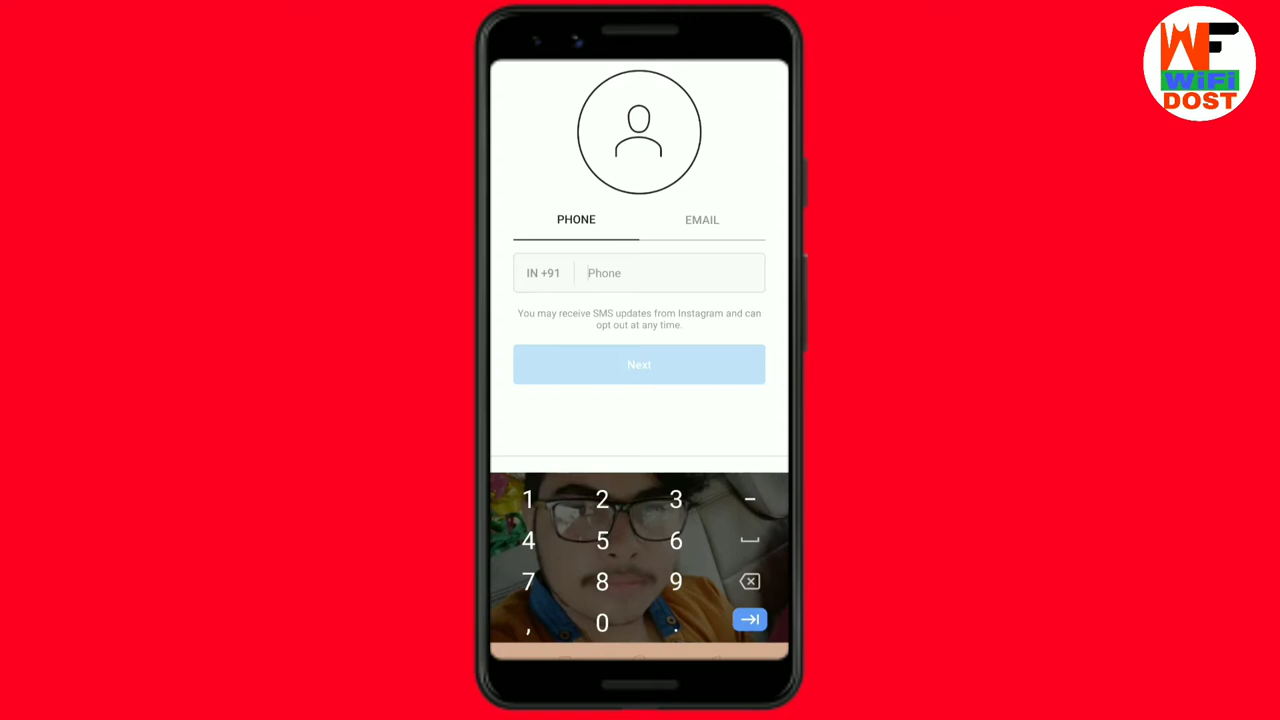 WF
WiFi
DOST
PHONE
EMAIL
IN +91
Phone
You may receive SMS updates from Instagram and can
opt out at any time.
Next
1 2 3 -
4 5 6
7 8 9
, 0 .